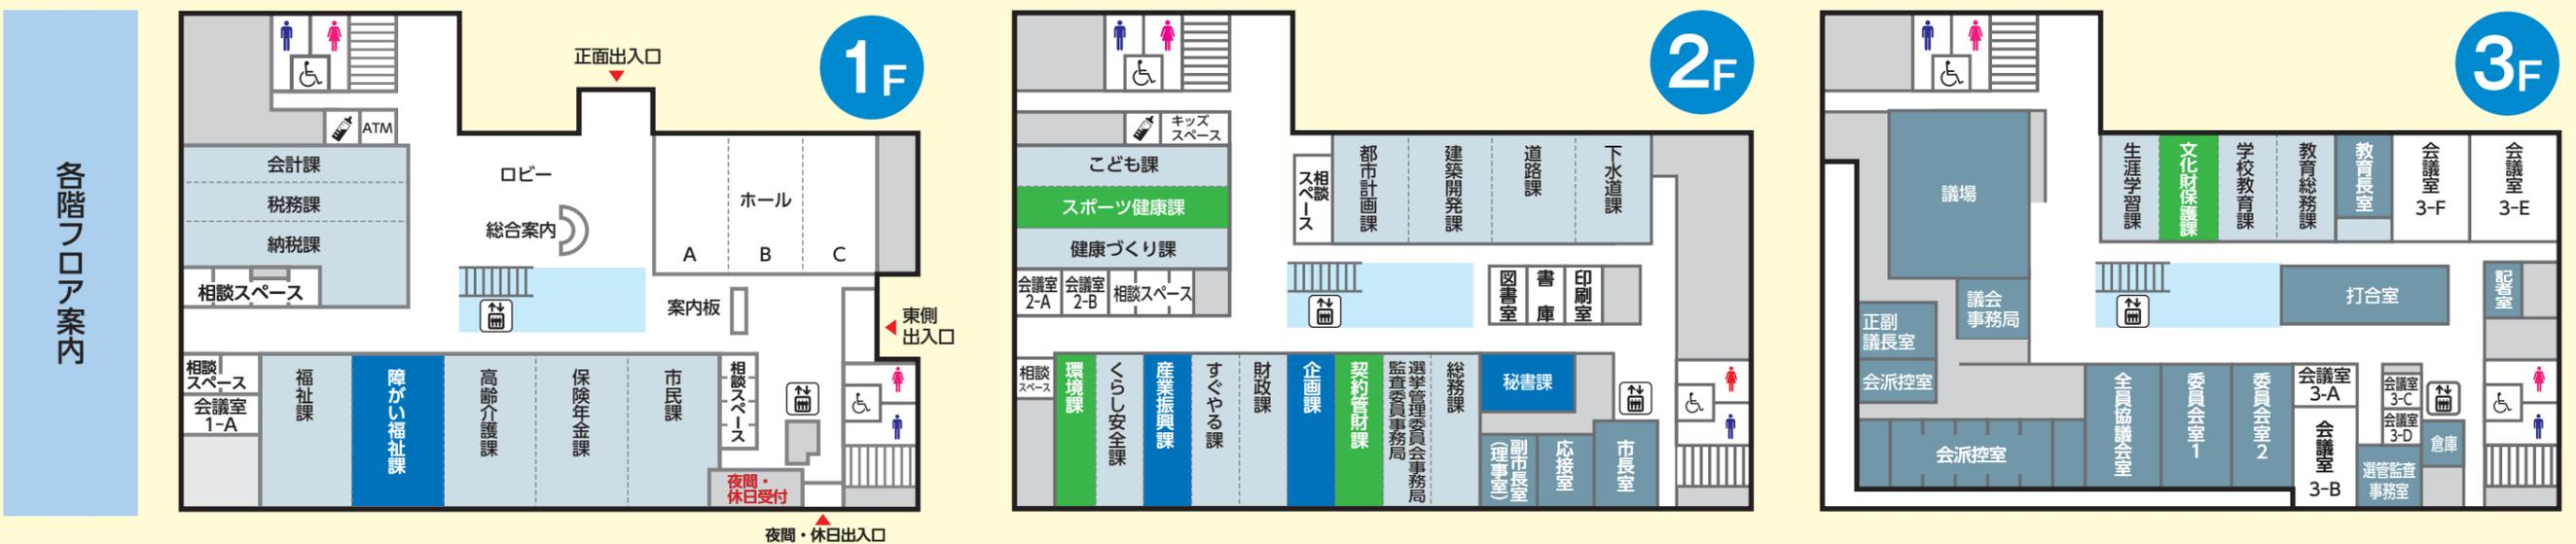 各階フロア案内
1F
正面出入口
ATM
会計課
税務課
納税課
相談スペース
ロビー
総合案内
ホール
A
B
C
案内板
東側
出入口
相談
スペース
会議室
1-A
福祉課
障がい福祉課
高齢介護課
保険年金課
市民課
相談スペース
夜間・
休日受付
夜間・休日出入口
2F
キッズ
スペース
こども課
スポーツ健康課
健康づくり課
会議室
2-A
会議室
2-B
相談スペース
相談
スペース
都市計画課
建築開発課
道路課
下水道課
図書室
書庫
印刷室
相談
スペース
環境課
くらし安全課
産業振興課
すぐやる課
財政課
企画課
契約管財課
選挙管理委員会事務局
監査委員事務局
総務課
秘書課
副市長室
(理事室)
応接室
市長室
3F
議場
議会
事務局
正副
議長室
会派控室
会派控室
生涯学習課
文化財保護課
学校教育課
教育総務課
教育長室
会議室
3-F
会議室
3-E
打合室
記者室
全員協議会室
委員会室1
委員会室2
会議室
3-A
会議室
3-B
会議室
3-C
会議室
3-D
倉庫
選管監査
事務室